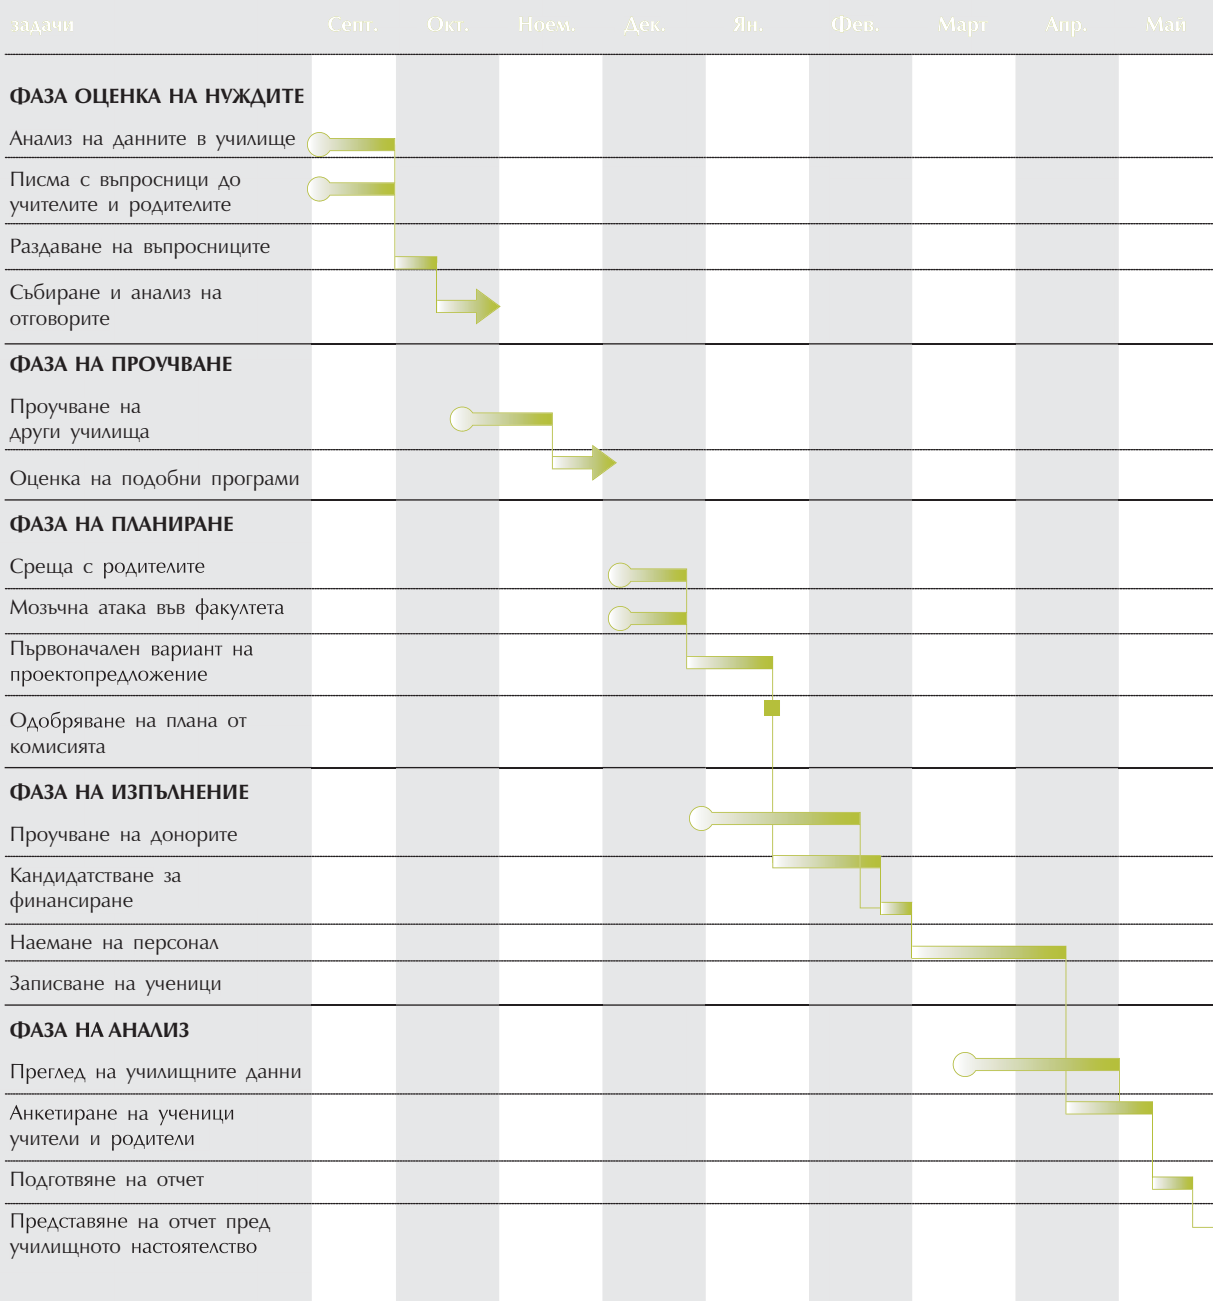 задачи Септ. Окт. Ноем. Дек. Ян. Фев. Март Апр. Май
ФАЗА ОЦЕНКА НА НУЖДИТЕ
Анализ на данните в училище
Писма с въпросници до
учителите и родителите
Раздаване на въпросниците
Събиране и анализ на
отговорите
ФАЗА НА ПРОУЧВАНЕ
Проучване на
други училища
Оценка на подобни програми
ФАЗА НА ПЛАНИРАНЕ
Среща с родителите
Мозъчна атака във факултета
Първоначален вариант на
проектопредложение
Одобряване на плана от
комисията
ФАЗА НА ИЗПЪЛНЕНИЕ
Проучване на донорите
Кандидатстване за
финансиране
Наемане на персонал
Записване на ученици
ФАЗА НА АНАЛИЗ
Преглед на училищните данни
Анкетиране на ученици
учители и родители
Подготвяне на отчет
Представяне на отчет пред
училищното настоятелство